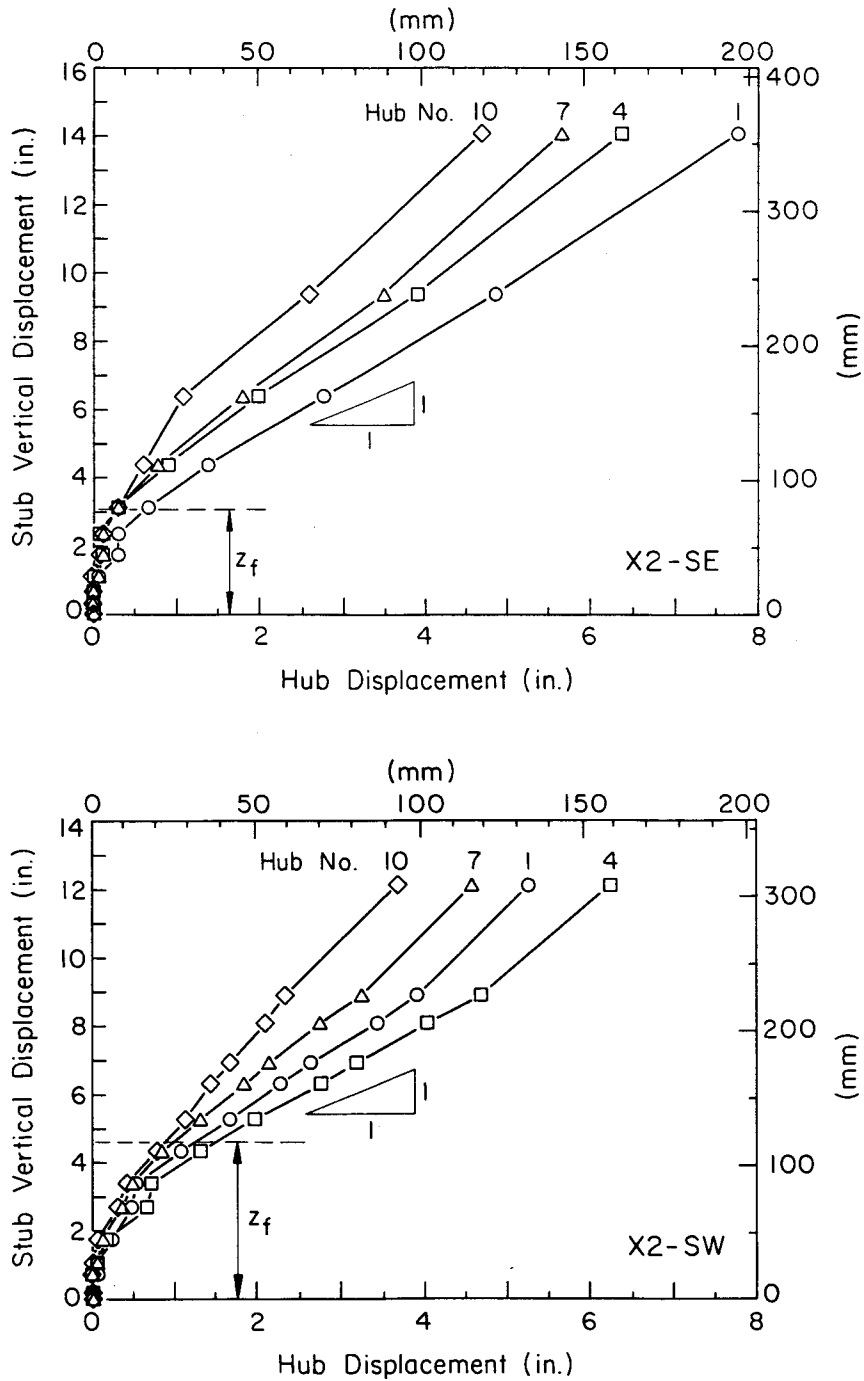 (mm)
0 50 100 150 200
16 14 12 10 8 6 4 2 0
Stub Vertical Displacement (in.)
Hub No. 10 7 4 1
400 300 200 100 0
(mm)
1
1
zf
X2-SE
0 2 4 6 8
Hub Displacement (in.)
(mm)
0 50 100 150 200
14 12 10 8 6 4 2 0
Stub Vertical Displacement (in.)
Hub No. 10 7 1 4
300 200 100 0
(mm)
1
1
zf
X2-SW
0 2 4 6 8
Hub Displacement (in.)